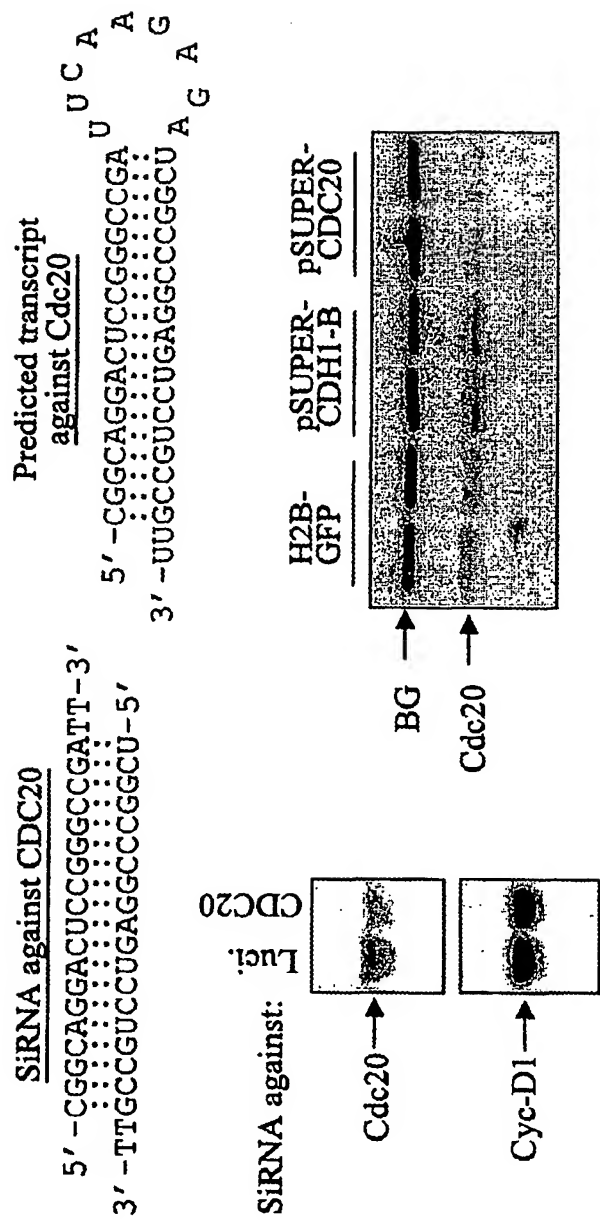 SiRNA against CDC20
5'-CGGCAGGACUCCGGGCCGATT-3'
3'-TTGCCGUCCUGAGGCCCGGCU-5'
SiRNA against:
Luci.
CDC20
Cdc20
Cyc-D1
Predicted transcript
against Cdc20
5'-CGGCAGGACUCCGGGCCGA
U U C A A G A G A
3'-UUGCCGUCCUGAGGCCCGGCU
H2B-
GFP
pSUPER-
CDH1-B
pSUPER-
CDC20
BG
Cdc20